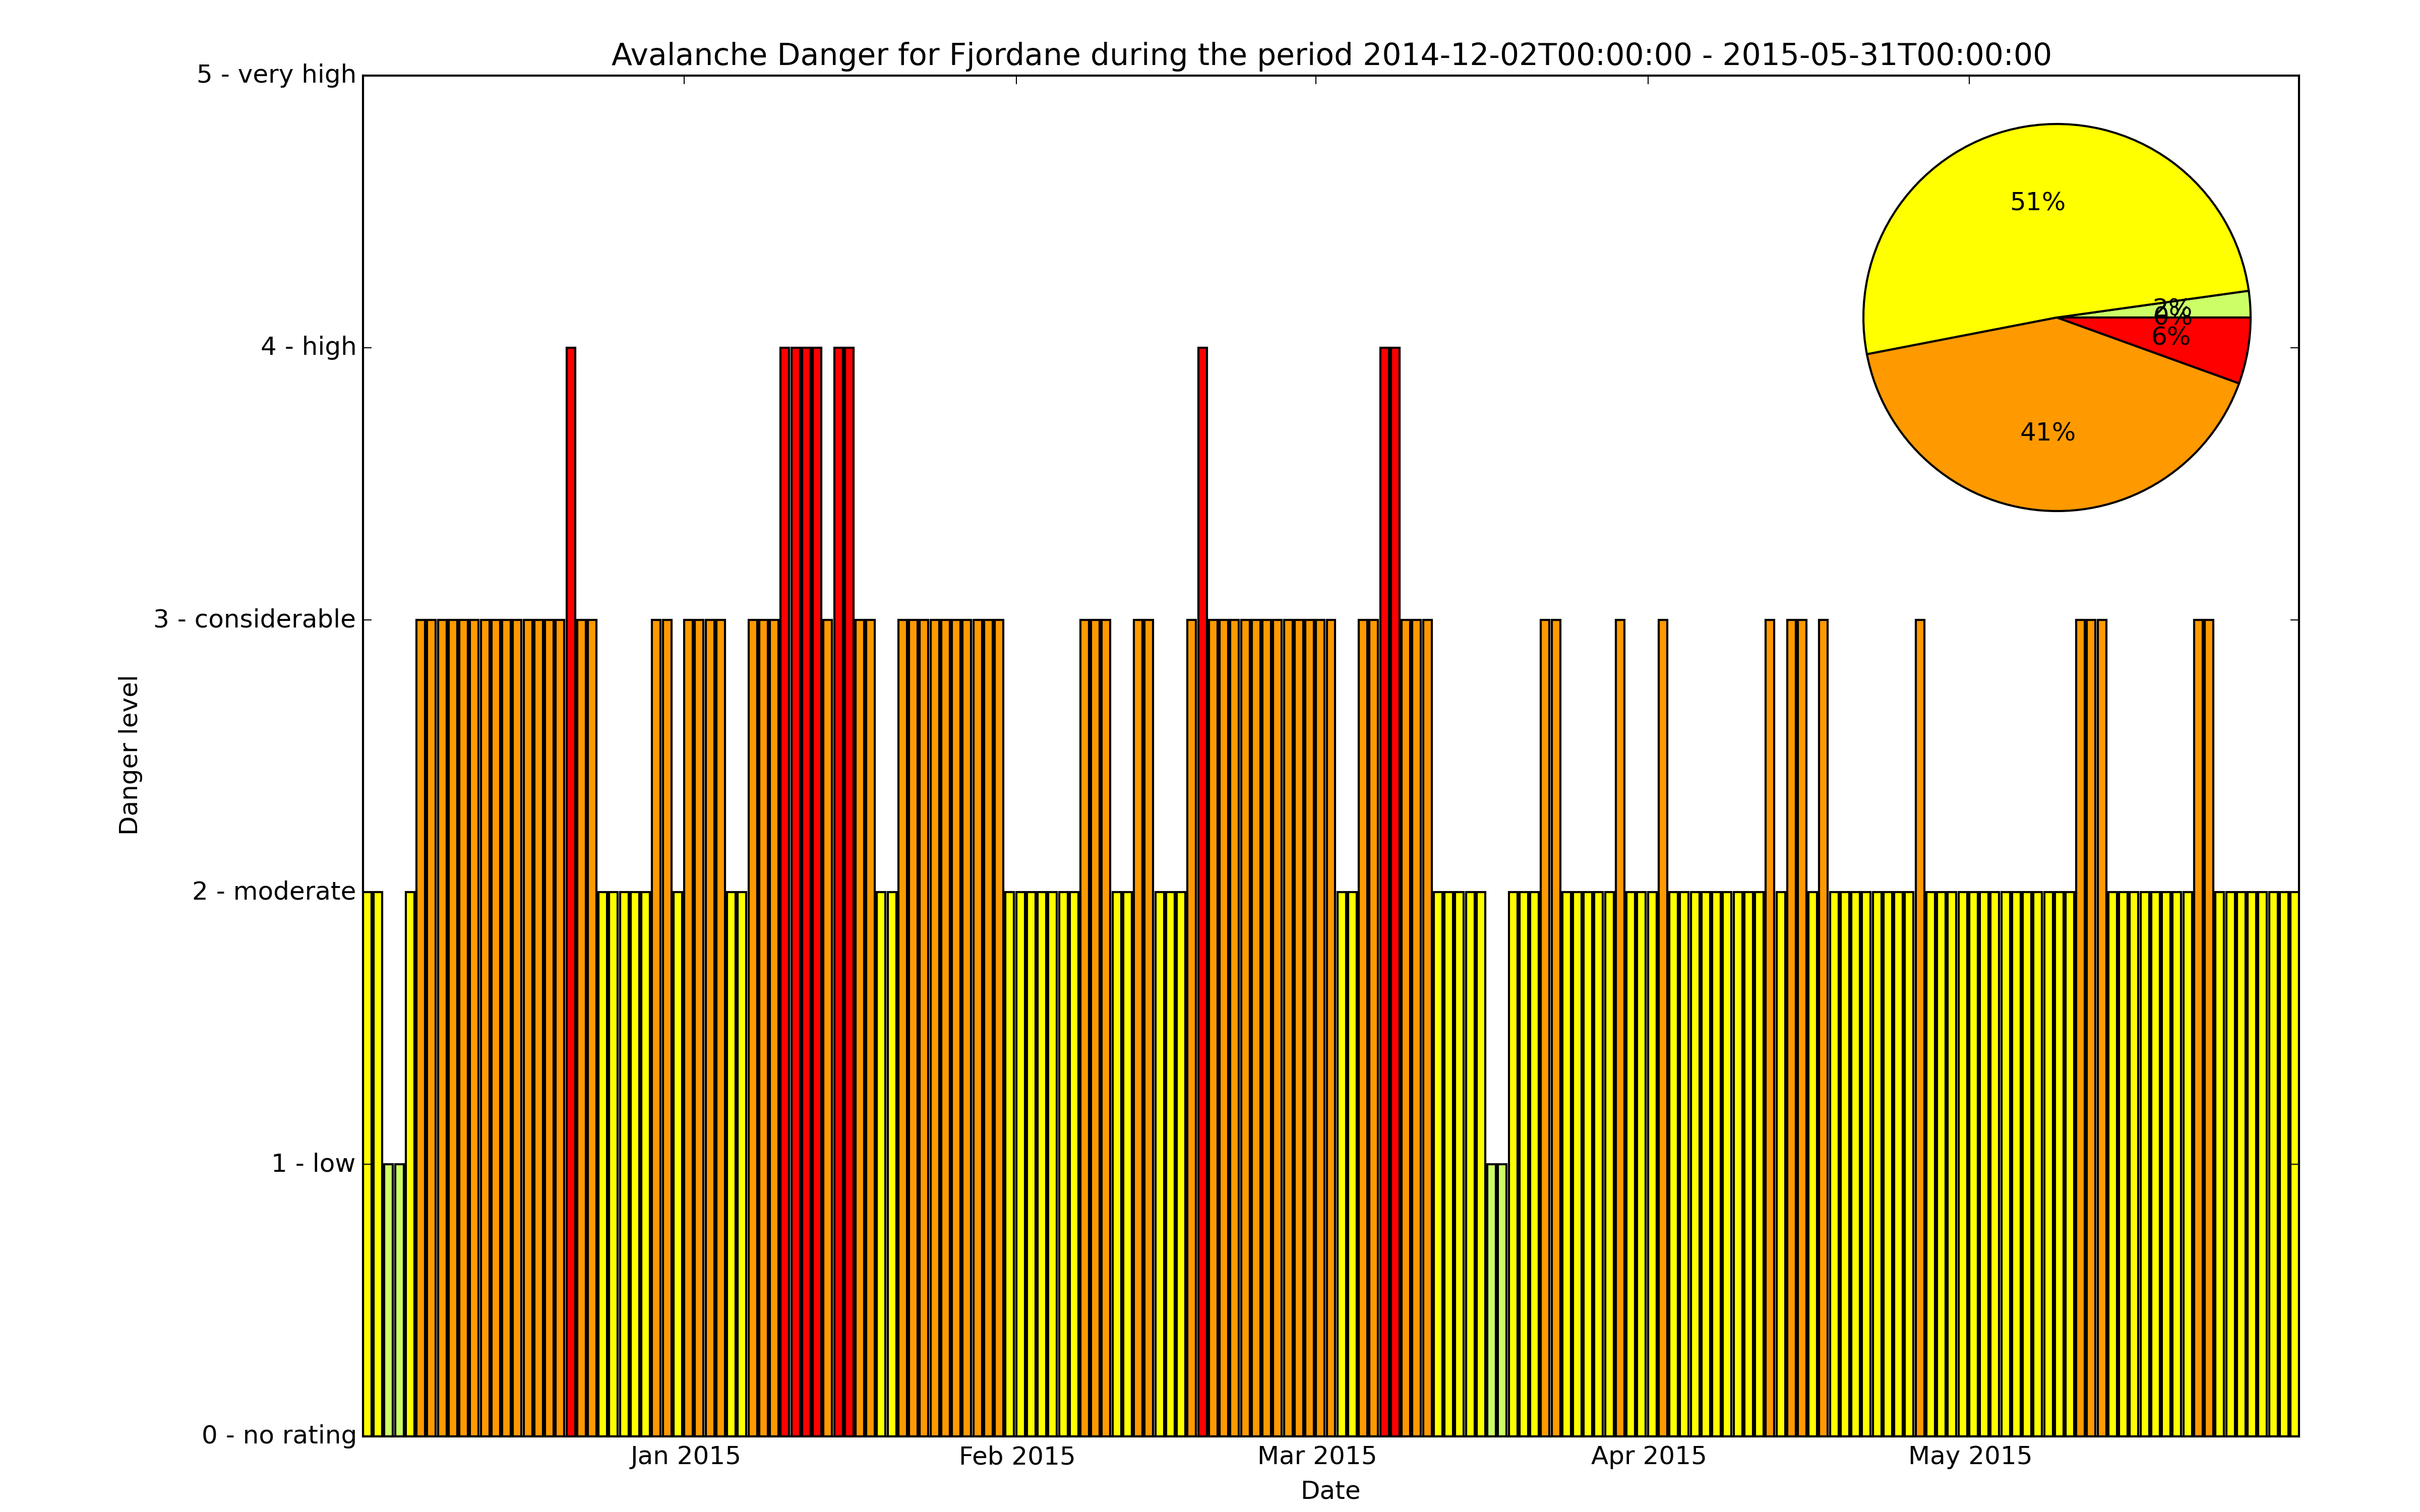 Avalanche Danger for Fjordane during the period 2014-12-02T00:00:00 - 2015-05-31T00:00:00
5 - very high
4 - high
3 - considerable
2 - moderate
1 - low
0 - no rating
Danger level
51%
41%
6%
Jan 2015
Feb 2015
Mar 2015
Apr 2015
May 2015
Date